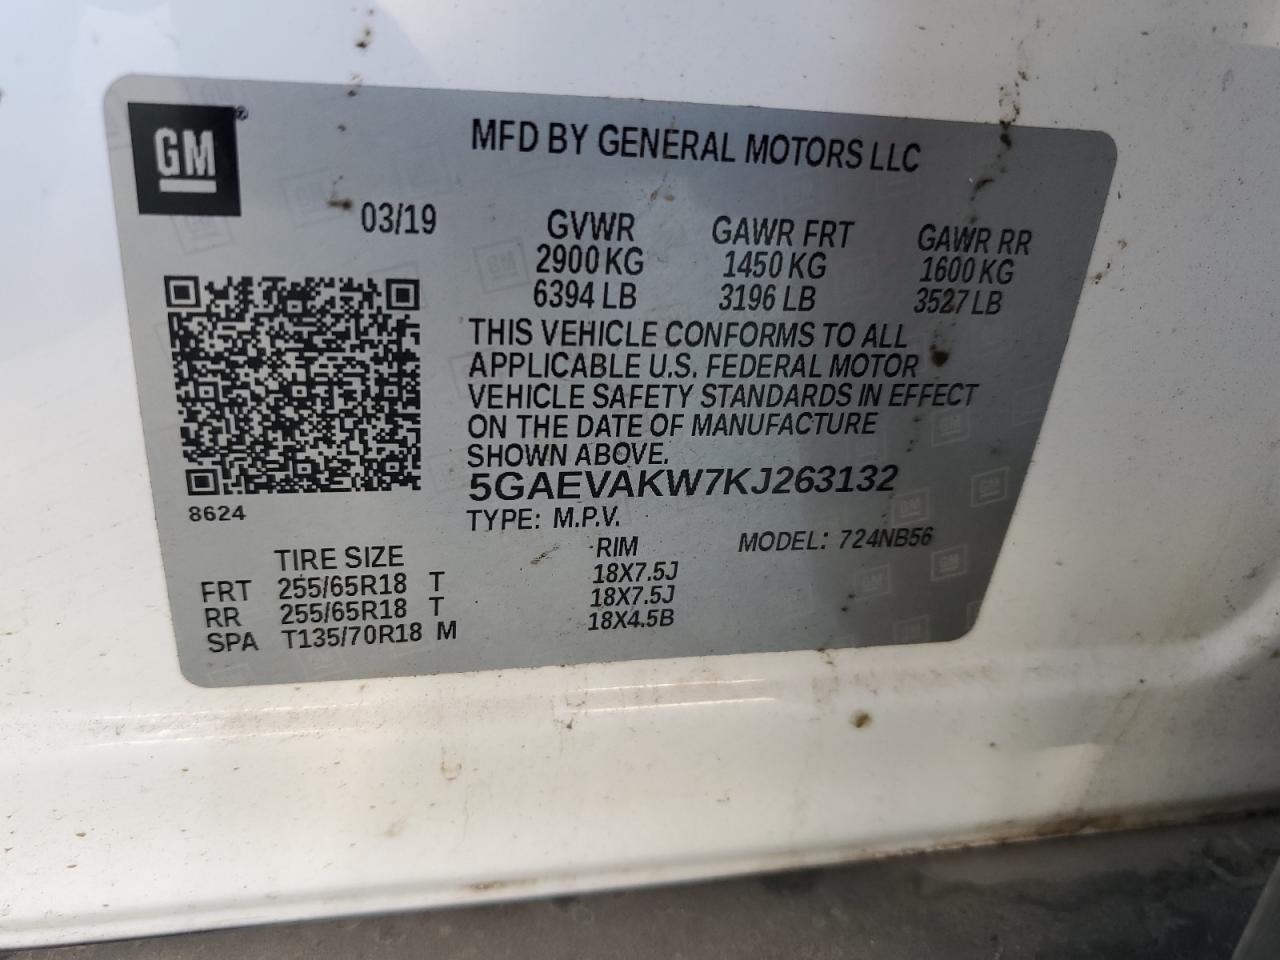 GM
MFD BY GENERAL MOTORS LLC
03/19
GVWR GAWR FRT GAWR RR
2900 KG 1450 KG 1600 KG
6394 LB 3196 LB 3527 LB
THIS VEHICLE CONFORMS TO ALL
APPLICABLE U.S. FEDERAL MOTOR
VEHICLE SAFETY STANDARDS IN EFFECT
ON THE DATE OF MANUFACTURE
SHOWN ABOVE.
5GAEVAKW7KJ263132
8624
TYPE: M.P.V. MODEL: 724NB56
TIRE SIZE RIM
FRT 255/65R18 T 18X7.5J
RR 255/65R18 T 18X7.5J
SPA T135/70R18 M 18X4.5B